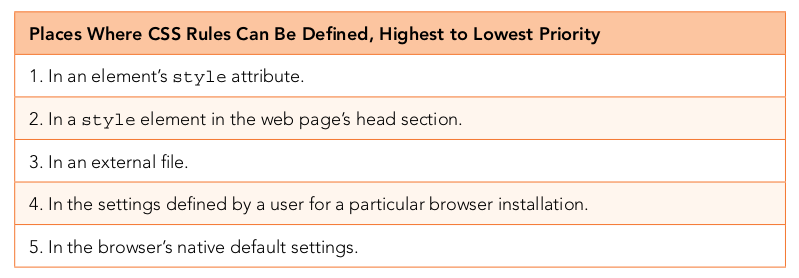 Places Where CSS Rules Can Be Defined, Highest to Lowest Priority
1. In an element’s style attribute.
2. In a style element in the web page’s head section.
3. In an external file.
4. In the settings defined by a user for a particular browser installation.
5. In the browser’s native default settings.